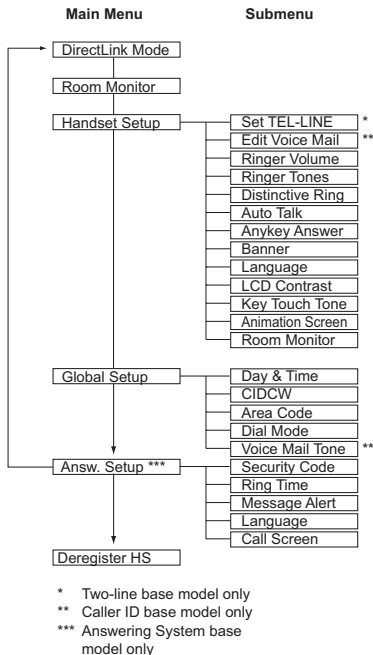 Main Menu Submenu
DirectLink Mode
Room Monitor
Handset Setup Set TEL-LINE *
Edit Voice Mail **
Ringer Volume
Ringer Tones
Distinctive Ring
Auto Talk
Anykey Answer
Banner
Language
LCD Contrast
Key Touch Tone
Animation Screen
Room Monitor
Global Setup Day & Time
CIDCW
Area Code
Dial Mode
Voice Mail Tone **
Answ. Setup *** Security Code
Ring Time
Message Alert
Language
Call Screen
Deregister HS
* Two-line base model only
** Caller ID base model only
*** Answering System base
model only